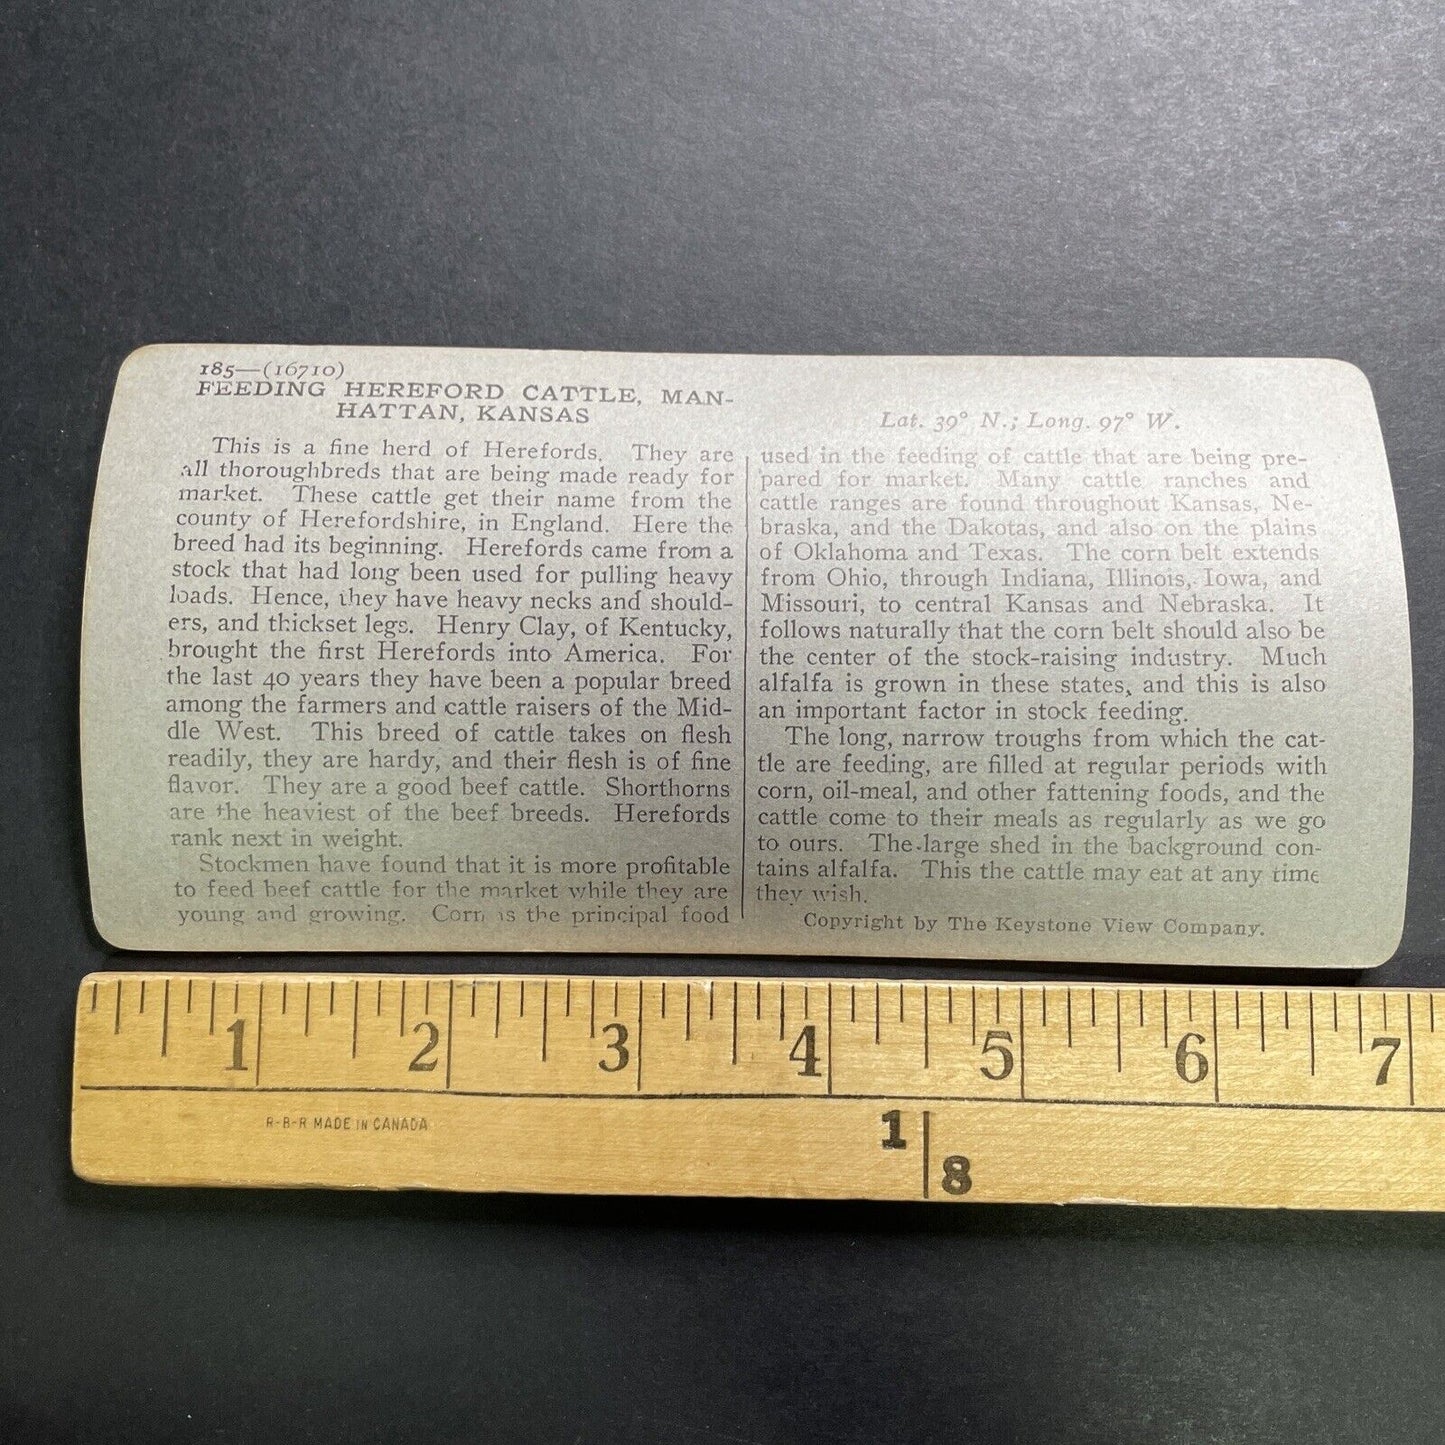 185—(16710)
FEEDING HEREFORD CATTLE, MAN-
HATTAN, KANSAS
This is a fine herd of Herefords. They are
all thoroughbreds that are being made ready for
market. These cattle get their name from the
county of Herefordshire, in England. Here the
breed had its beginning. Herefords came from a
stock that had long been used for pulling heavy
loads. Hence, they have heavy necks and should-
ers, and thickset legs. Henry Clay, of Kentucky,
brought the first Herefords into America. For
the last 40 years they have been a popular breed
among the farmers and cattle raisers of the Mid-
dle West. This breed of cattle takes on flesh
readily, they are hardy, and their flesh is of fine
flavor. They are a good beef cattle. Shorthorns
are the heaviest of the beef breeds. Herefords
rank next in weight.
Stockmen have found that it is more profitable
to feed beef cattle for the market while they are
young and growing. Corn is the principal food
Lat. 39° N.; Long. 97° W.
used in the feeding of cattle that are being pre-
pared for market. Many cattle ranches and
cattle ranges are found throughout Kansas, Ne-
braska, and the Dakotas, and also on the plains
of Oklahoma and Texas. The corn belt extends
from Ohio, through Indiana, Illinois, Iowa, and
Missouri, to central Kansas and Nebraska. It
follows naturally that the corn belt should also be
the center of the stock-raising industry. Much
alfalfa is grown in these states, and this is also
an important factor in stock feeding.
The long, narrow troughs from which the cat-
tle are feeding, are filled at regular periods with
corn, oil-meal, and other fattening foods, and the
cattle come to their meals as regularly as we go
to ours. The large shed in the background con-
tains alfalfa. This the cattle may eat at any time
they wish.
Copyright by The Keystone View Company.
1 2 3 4 5 6 7
R-B-R MADE IN CANADA
1
8